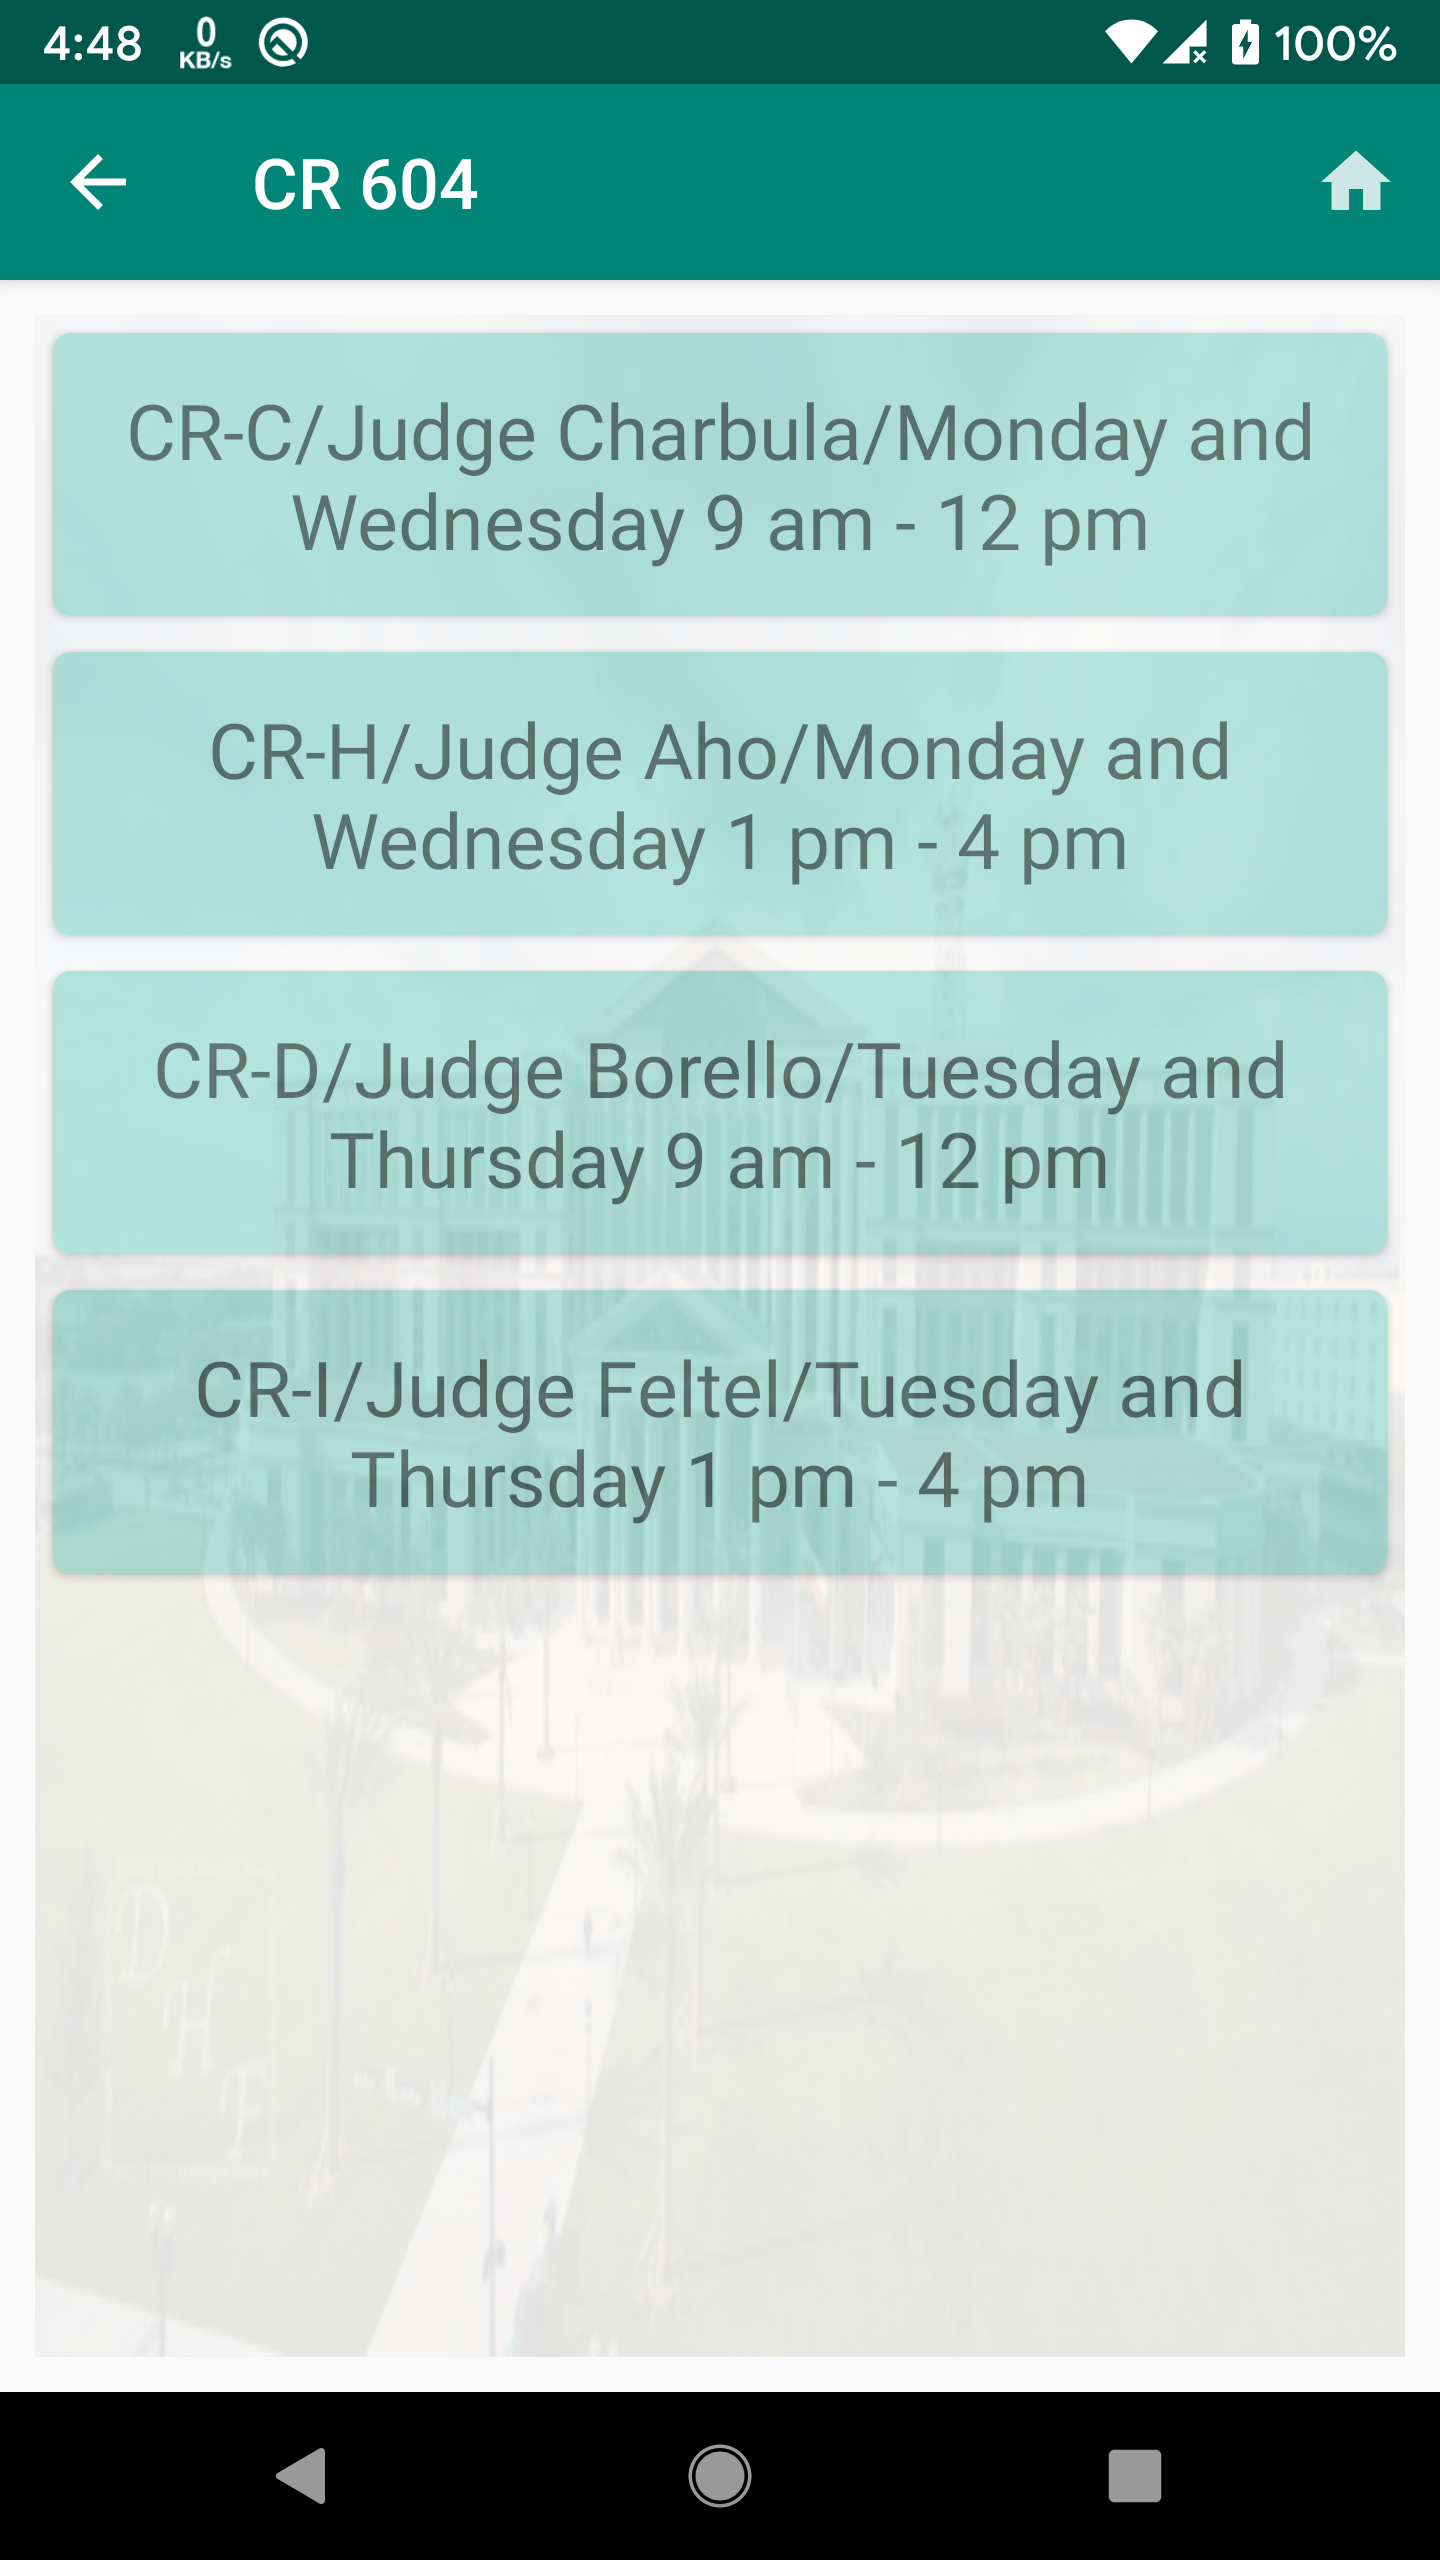 4:48 0 KB/s 100%
CR 604
CR-C/Judge Charbula/Monday and
Wednesday 9 am - 12 pm
CR-H/Judge Aho/Monday and
Wednesday 1 pm - 4 pm
CR-D/Judge Borello/Tuesday and
Thursday 9 am - 12 pm
CR-I/Judge Feltel/Tuesday and
Thursday 1 pm - 4 pm
D
H
F